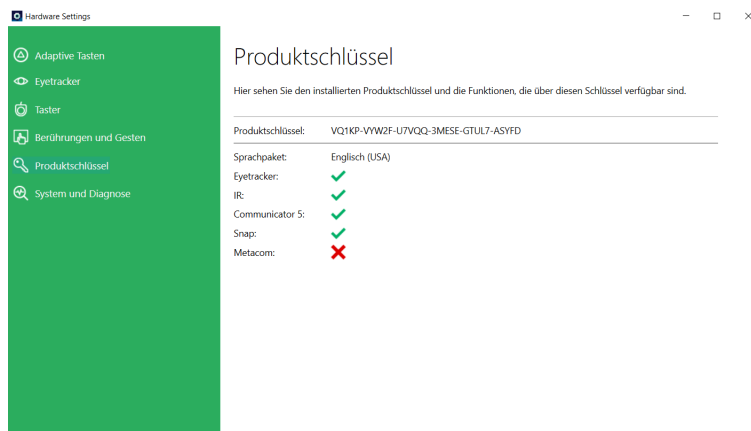 Hardware Settings
Adaptive Tasten
Eyetracker
Taster
Berührungen und Gesten
Produktschlüssel
System und Diagnose
Produktschlüssel
Hier sehen Sie den installierten Produktschlüssel und die Funktionen, die über diesen Schlüssel verfügbar sind.
Produktschlüssel: VQ1KP-VYW2F-U7VQQ-3MESE-GTUL7-ASYFD
Sprachpaket: Englisch (USA)
Eyetracker:
IR:
Communicator 5:
Snap:
Metacom: